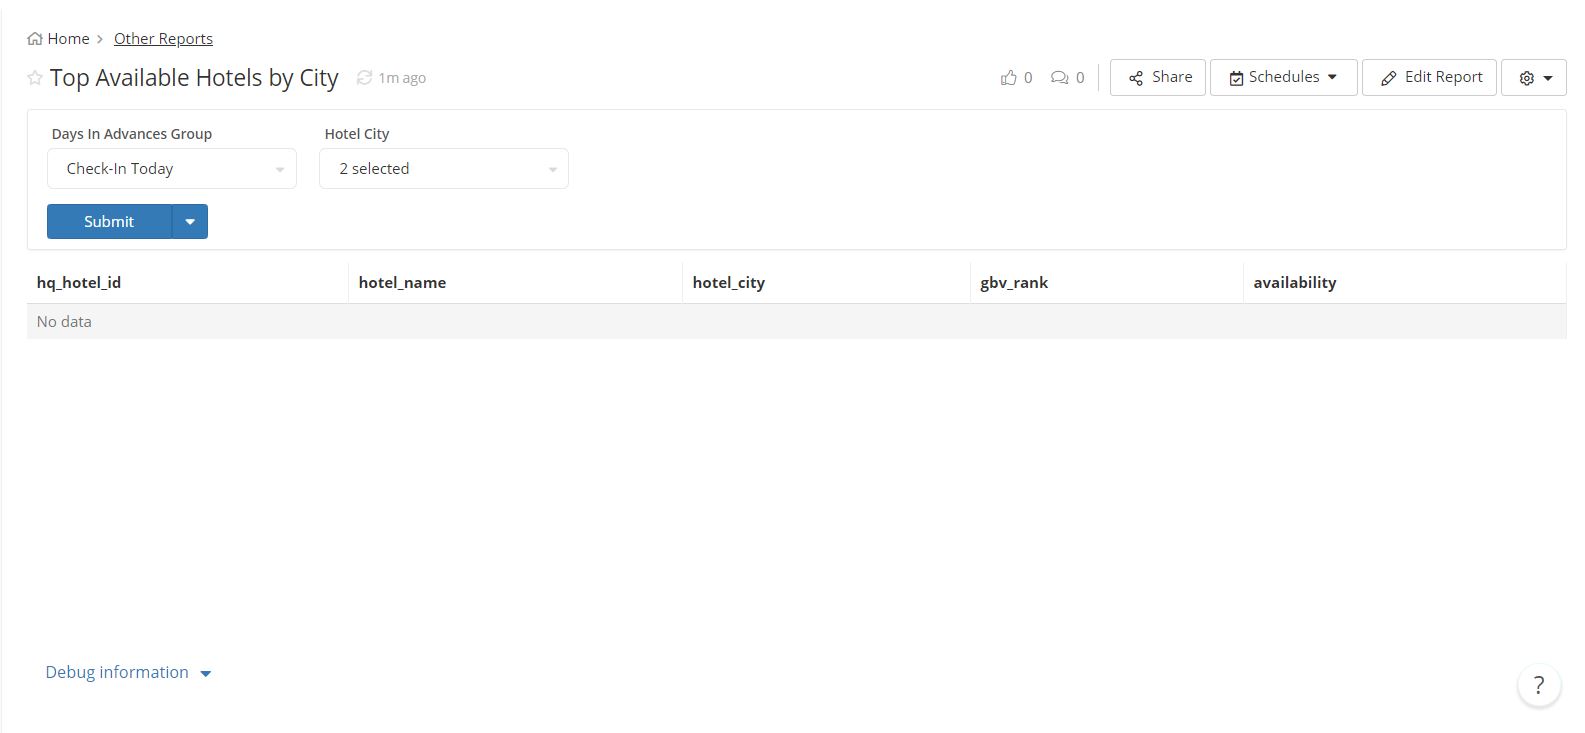 Home > Other Reports
Top Available Hotels by City 1m ago
0 0 Share Schedules Edit Report
Days In Advances Group Hotel City
Check-In Today 2 selected
Submit
hq_hotel_id hotel_name hotel_city gbv_rank availability
No data
Debug information
?